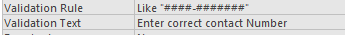 Validation Rule Like "####-#######"
Validation Text Enter correct contact Number